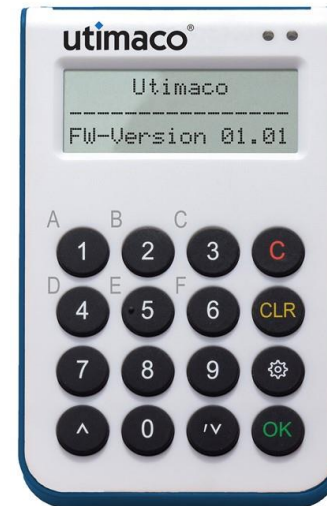 utimaco®
Utimaco
--------------------
FW-Version 01.01
A B C
1 2 3 C
D E F
4 5 6 CLR
7 8 9
^ 0 '∨ OK